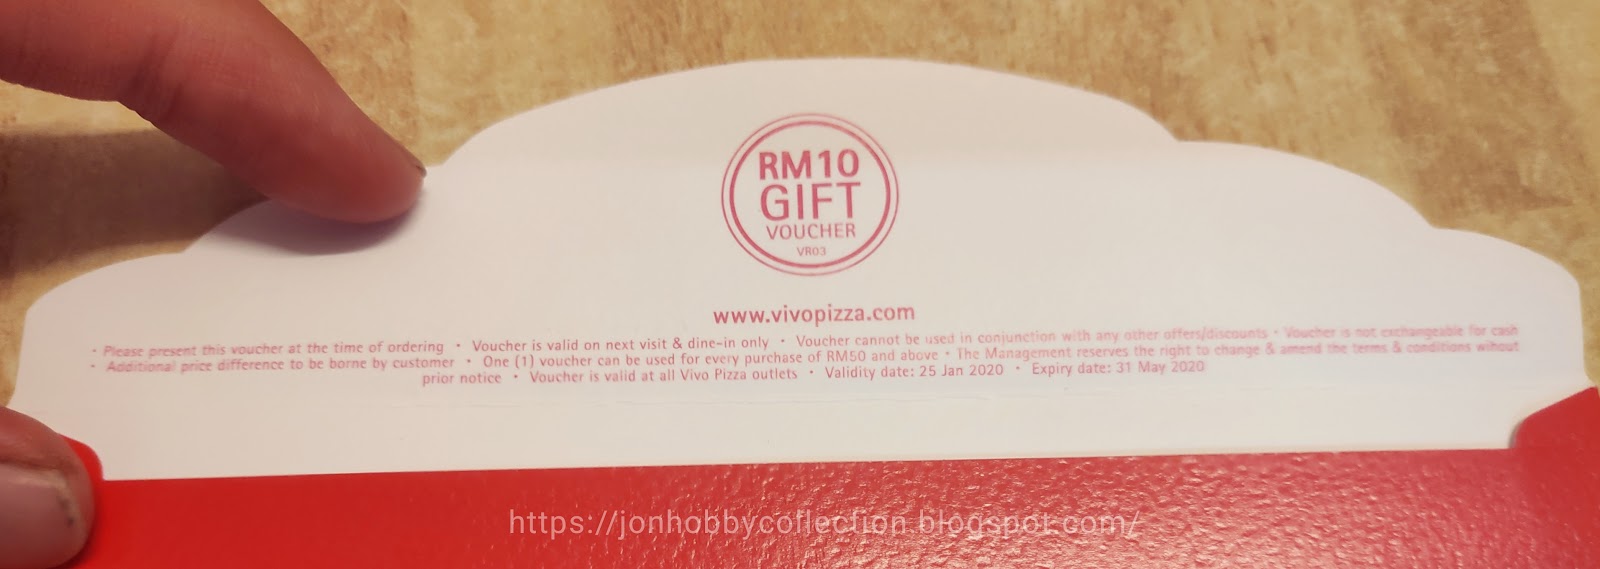 RM10
GIFT
VOUCHER
VR03
www.vivopizza.com
• Please present this voucher at the time of ordering • Voucher is valid on next visit & dine-in only • Voucher cannot be used in conjunction with any other offers/discounts • Voucher is not exchangeable for cash
• Additional price difference to be borne by customer • One (1) voucher can be used for every purchase of RM50 and above • The Management reserves the right to change & amend the terms & conditions without
prior notice • Voucher is valid at all Vivo Pizza outlets • Validity date: 25 Jan 2020 • Expiry date: 31 May 2020
https://jonhobbycollection.blogspot.com/